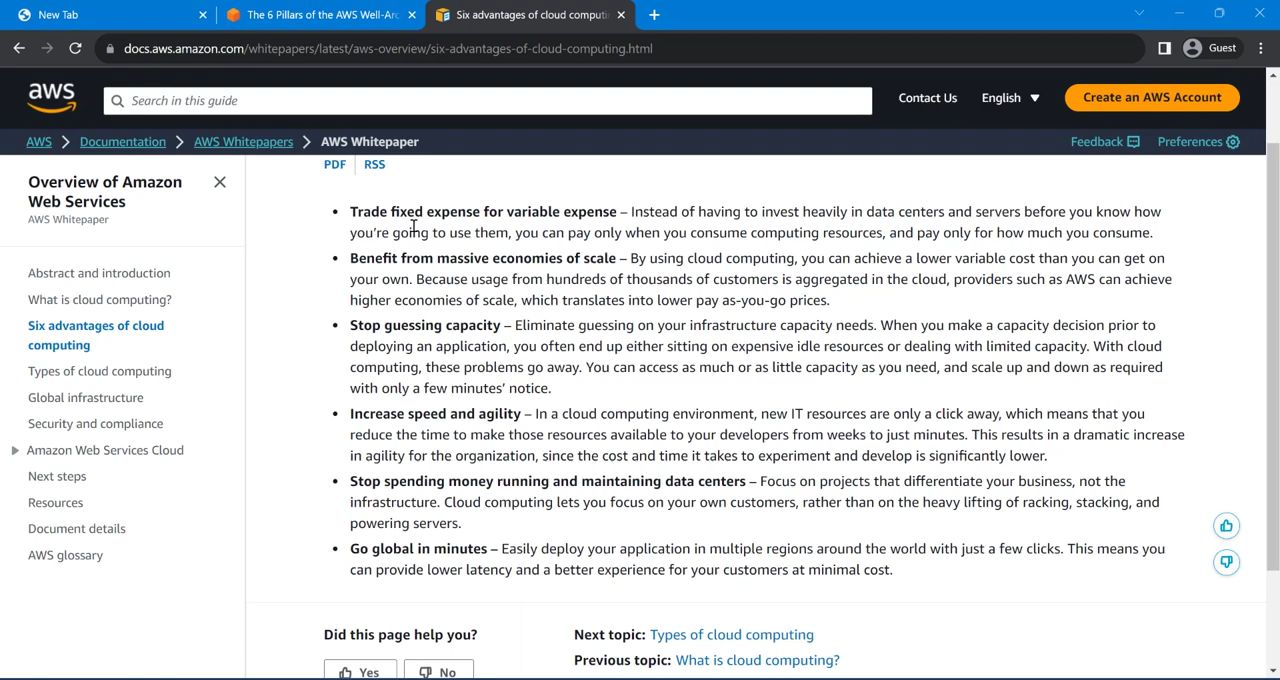 New Tab
The 6 Pillars of the AWS Well-Arc
Six advantages of cloud computin
docs.aws.amazon.com/whitepapers/latest/aws-overview/six-advantages-of-cloud-computing.html
Guest
aws
Search in this guide
Contact Us
English
Create an AWS Account
AWS
Documentation
AWS Whitepapers
AWS Whitepaper
Feedback
Preferences
Overview of Amazon
Web Services
AWS Whitepaper
Abstract and introduction
What is cloud computing?
Six advantages of cloud
computing
Types of cloud computing
Global infrastructure
Security and compliance
Amazon Web Services Cloud
Next steps
Resources
Document details
AWS glossary
PDF
RSS
• Trade fixed expense for variable expense – Instead of having to invest heavily in data centers and servers before you know how
you’re going to use them, you can pay only when you consume computing resources, and pay only for how much you consume.
• Benefit from massive economies of scale – By using cloud computing, you can achieve a lower variable cost than you can get on
your own. Because usage from hundreds of thousands of customers is aggregated in the cloud, providers such as AWS can achieve
higher economies of scale, which translates into lower pay as-you-go prices.
• Stop guessing capacity – Eliminate guessing on your infrastructure capacity needs. When you make a capacity decision prior to
deploying an application, you often end up either sitting on expensive idle resources or dealing with limited capacity. With cloud
computing, these problems go away. You can access as much or as little capacity as you need, and scale up and down as required
with only a few minutes’ notice.
• Increase speed and agility – In a cloud computing environment, new IT resources are only a click away, which means that you
reduce the time to make those resources available to your developers from weeks to just minutes. This results in a dramatic increase
in agility for the organization, since the cost and time it takes to experiment and develop is significantly lower.
• Stop spending money running and maintaining data centers – Focus on projects that differentiate your business, not the
infrastructure. Cloud computing lets you focus on your own customers, rather than on the heavy lifting of racking, stacking, and
powering servers.
• Go global in minutes – Easily deploy your application in multiple regions around the world with just a few clicks. This means you
can provide lower latency and a better experience for your customers at minimal cost.
Did this page help you?
Yes
No
Next topic: Types of cloud computing
Previous topic: What is cloud computing?